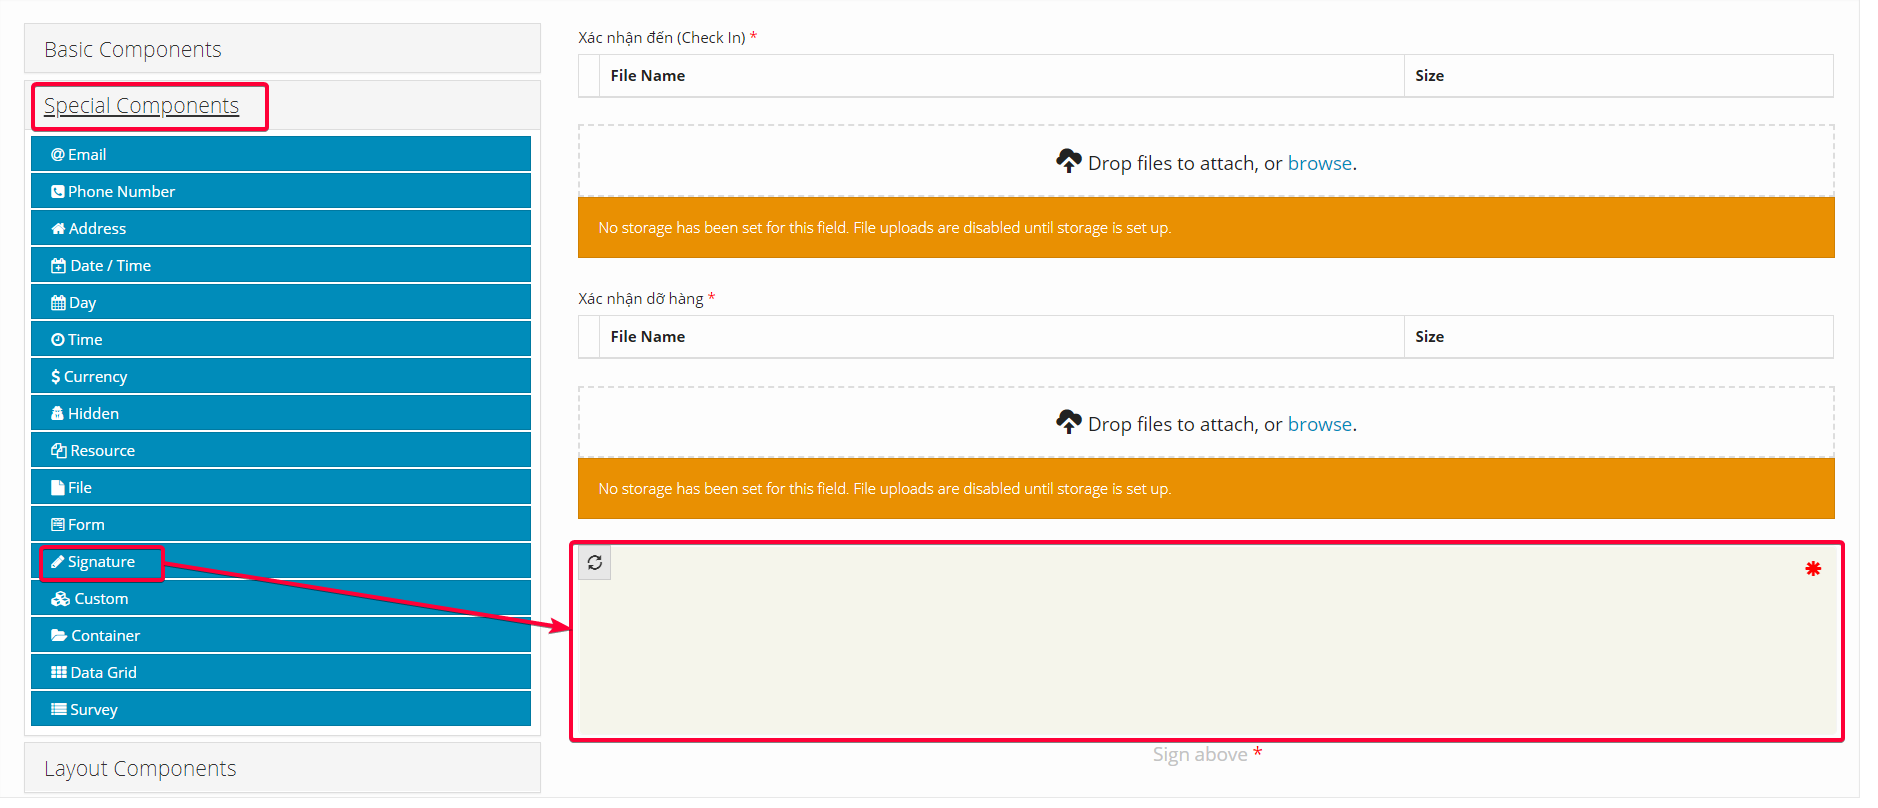 Basic Components
Special Components
Email
Phone Number
Address
Date / Time
Day
Time
Currency
Hidden
Resource
File
Form
Signature
Custom
Container
Data Grid
Survey
Layout Components
Xác nhận đến (Check In) *
File Name Size
Drop files to attach, or browse.
No storage has been set for this field. File uploads are disabled until storage is set up.
Xác nhận dỡ hàng *
File Name Size
Drop files to attach, or browse.
No storage has been set for this field. File uploads are disabled until storage is set up.
Sign above *